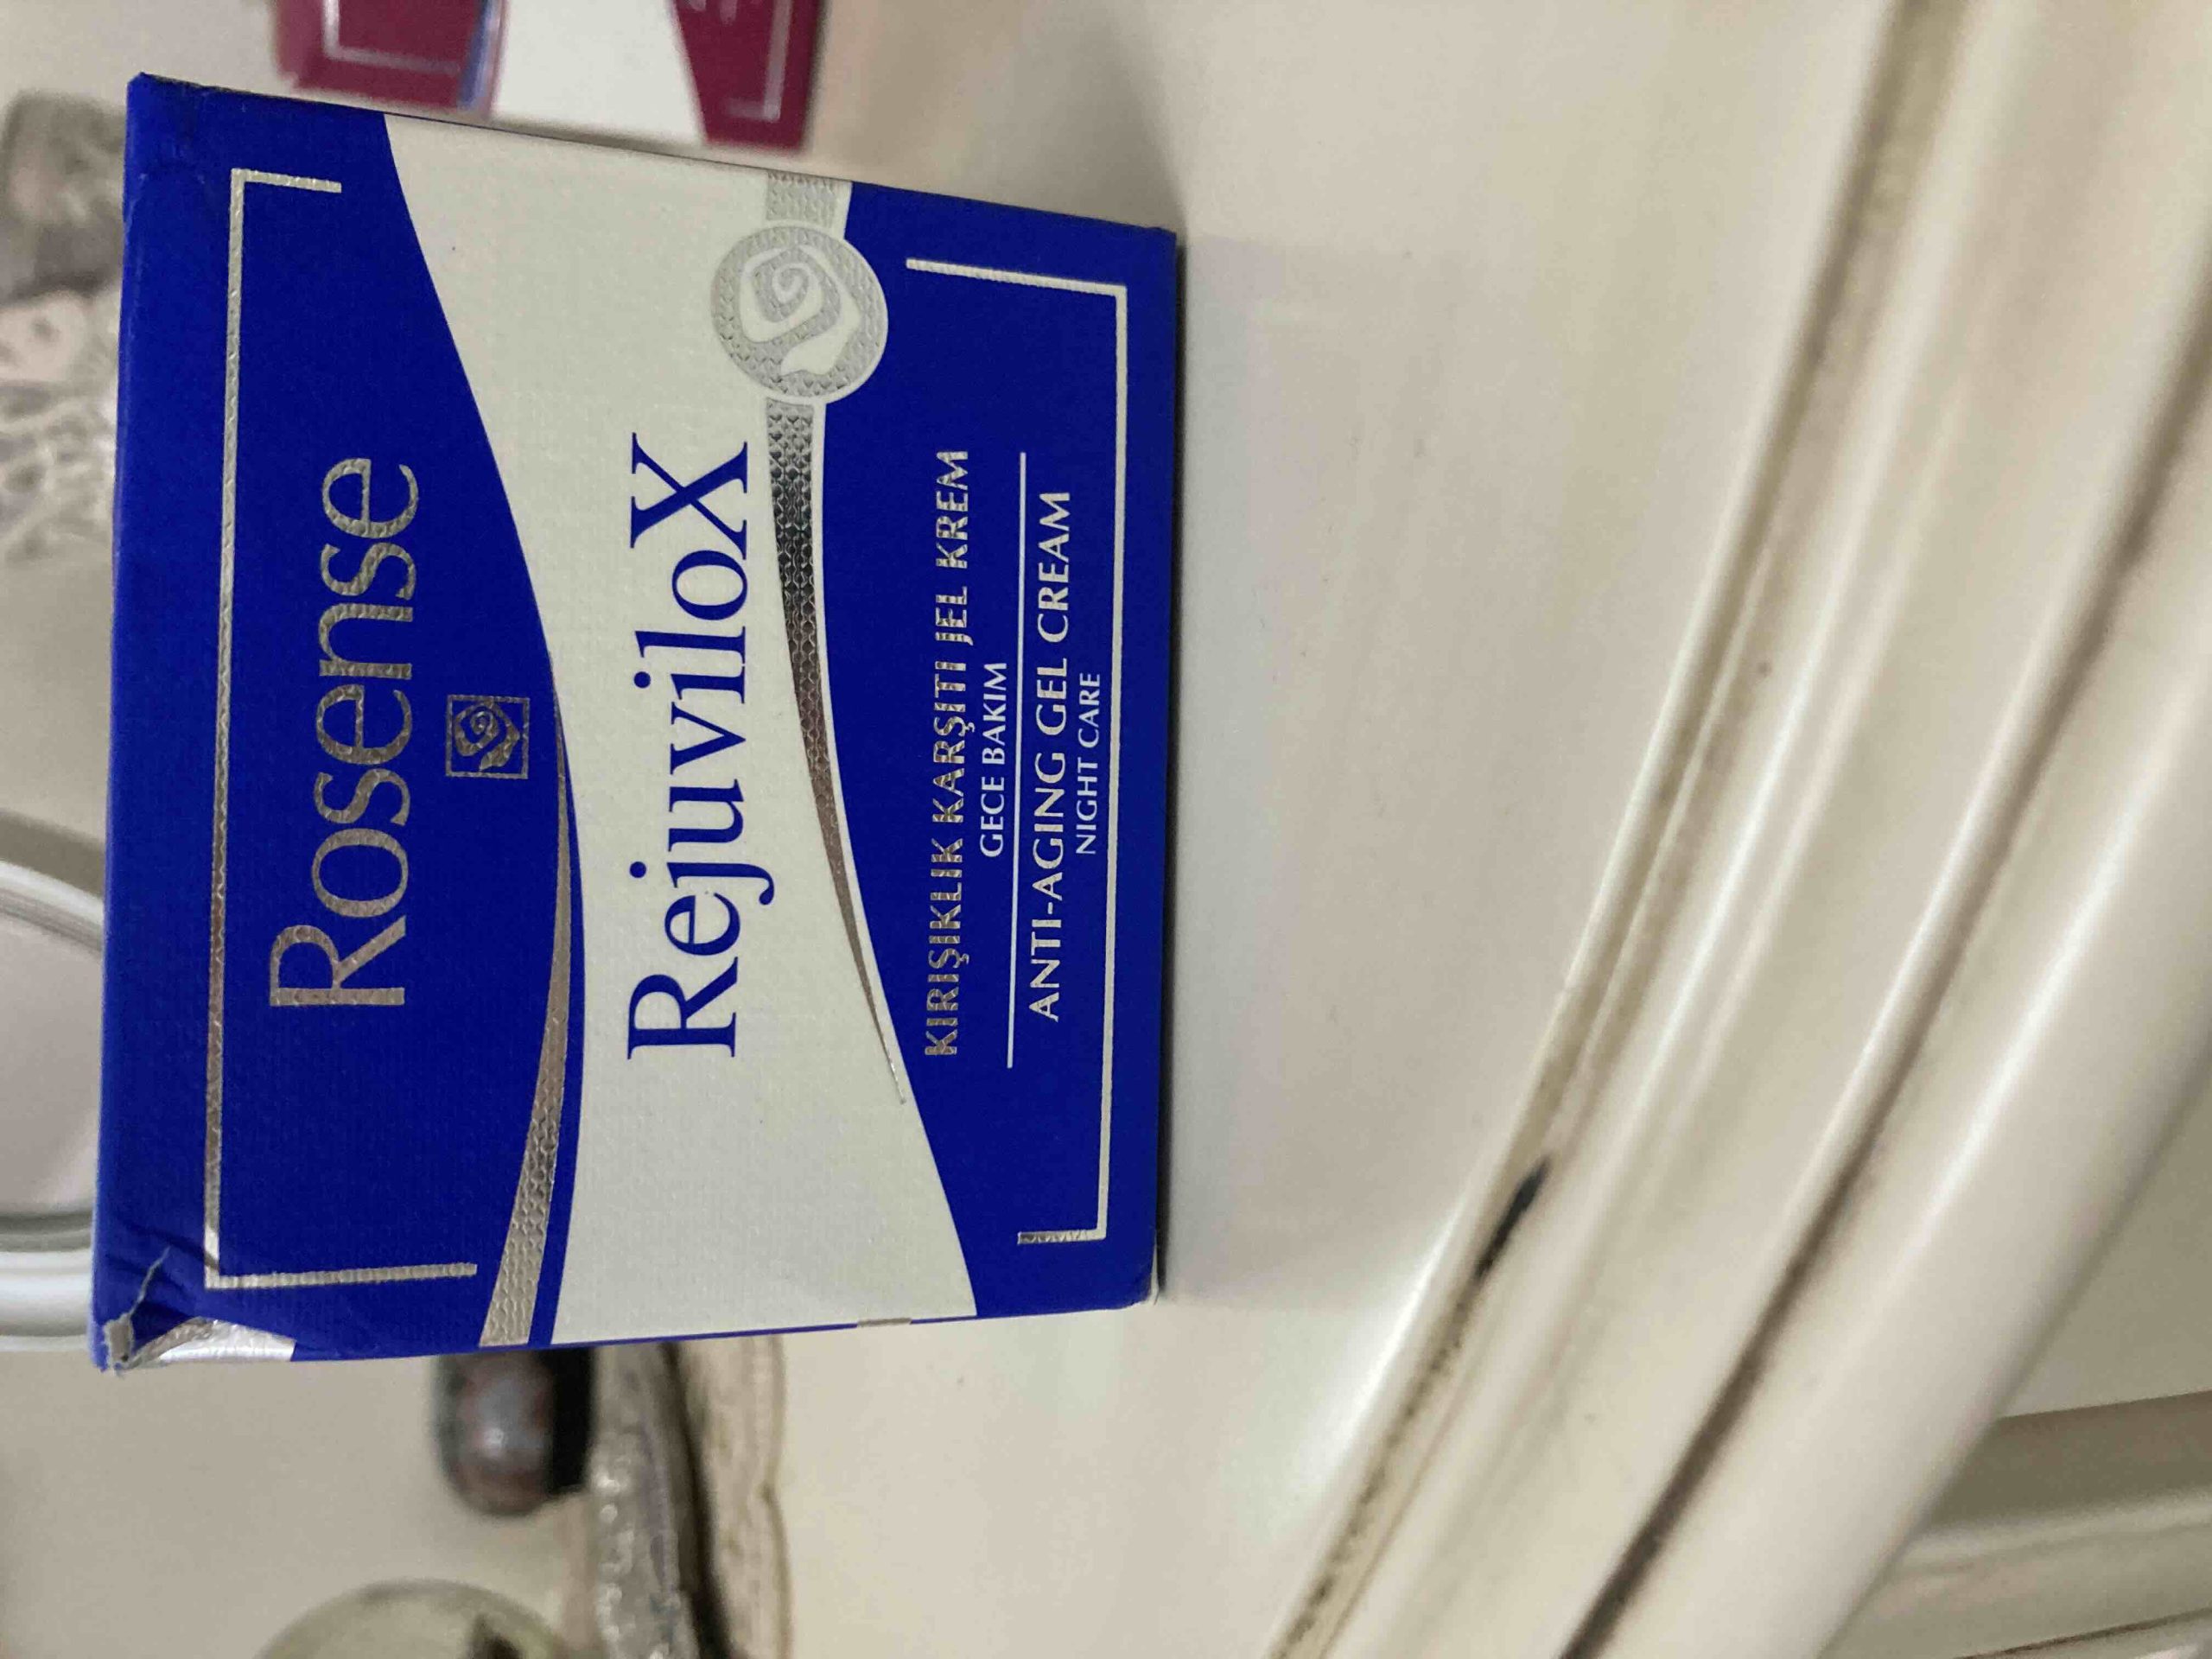 Rosense
RejuviloX
KIRIŞIKLIK KARŞITI JEL KREM
GECE BAKIM
ANTI-AGING GEL CREAM
NIGHT CARE